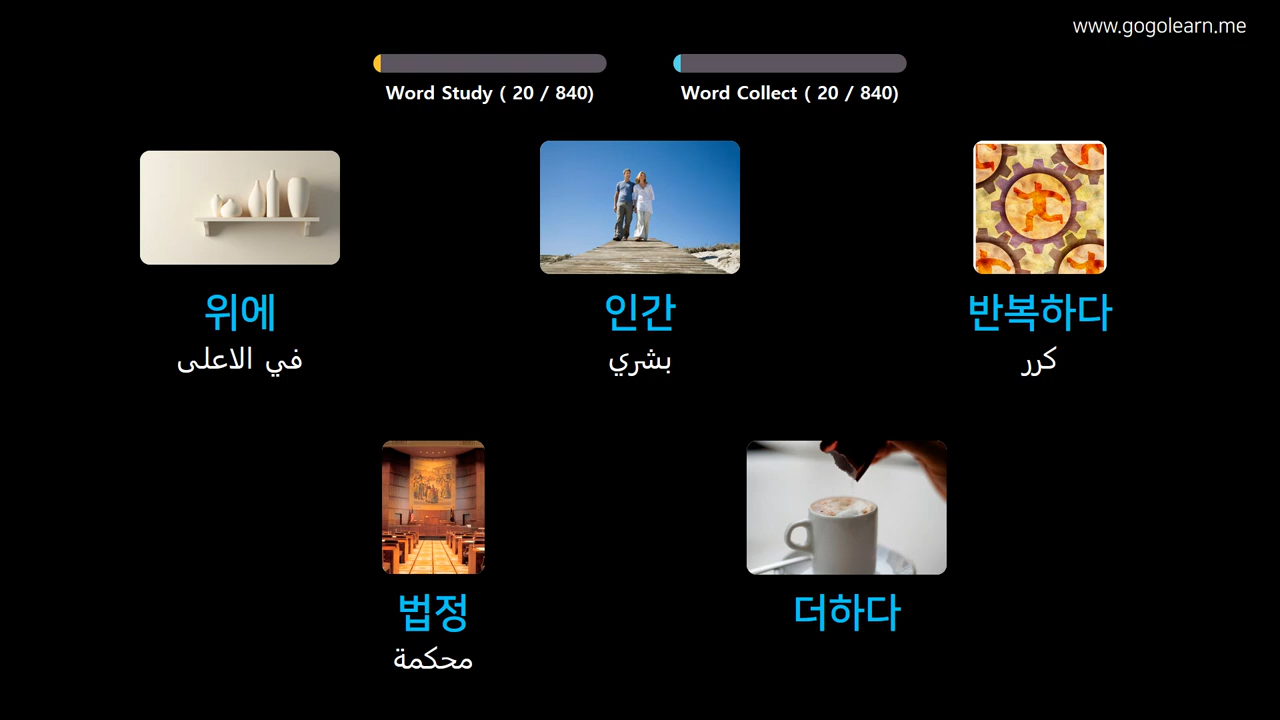 www.gogolearn.me
Word Study ( 20 / 840)
Word Collect ( 20 / 840)
위에
في الاعلى
인간
بشري
반복하다
كرر
법정
محكمة
더하다